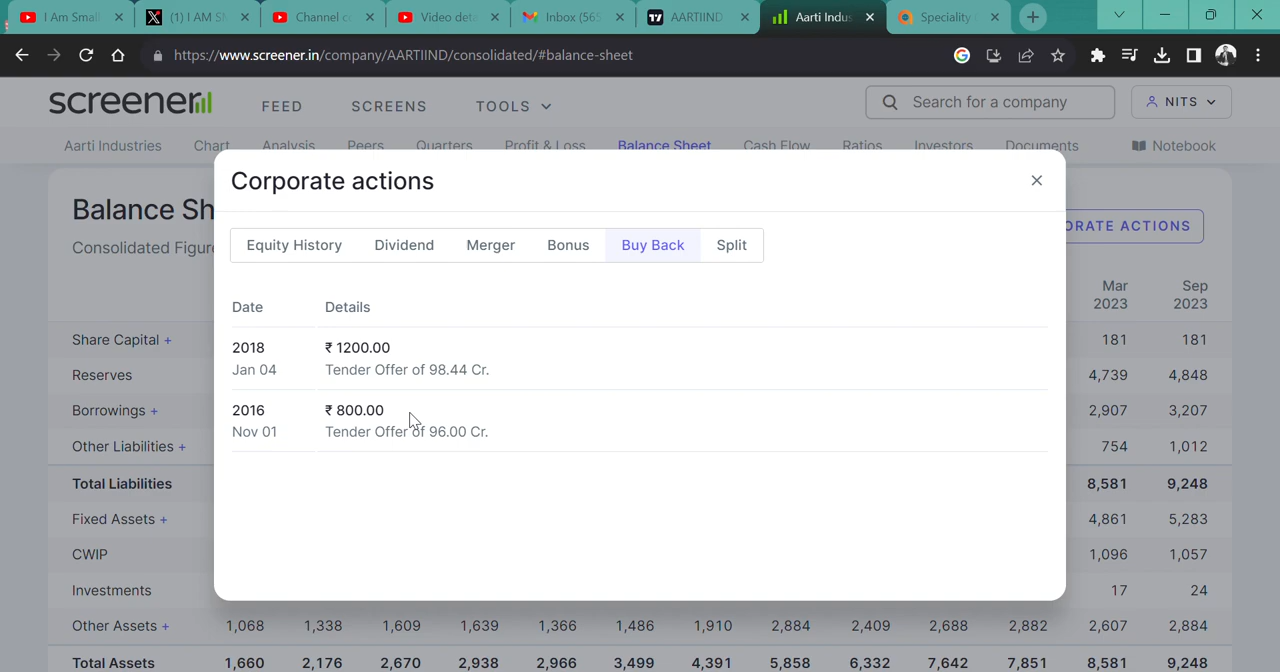 I Am Small
(1) I AM SM
Channel c
Video deta
Inbox (565
AARTIIND
Aarti Indus
Speciality
https://www.screener.in/company/AARTIIND/consolidated/#balance-sheet
screener
FEED
SCREENS
TOOLS
Search for a company
NITS
Aarti Industries
Chart
Analysis
Peers
Quarters
Profit & Loss
Balance Sheet
Cash Flow
Ratios
Investors
Documents
Notebook
Balance Sh
Consolidated Figure
ORATE ACTIONS
Corporate actions
Equity History
Dividend
Merger
Bonus
Buy Back
Split
Date Details
2018 ₹ 1200.00
Jan 04 Tender Offer of 98.44 Cr.
2016 ₹ 800.00
Nov 01 Tender Offer of 96.00 Cr.
Mar Sep
2023 2023
Share Capital + 181 181
Reserves 4,739 4,848
Borrowings + 2,907 3,207
Other Liabilities + 754 1,012
Total Liabilities 8,581 9,248
Fixed Assets + 4,861 5,283
CWIP 1,096 1,057
Investments 17 24
Other Assets + 1,068 1,338 1,609 1,639 1,366 1,486 1,910 2,884 2,409 2,688 2,882 2,607 2,884
Total Assets 1,660 2,176 2,670 2,938 2,966 3,499 4,391 5,858 6,332 7,642 7,851 8,581 9,248